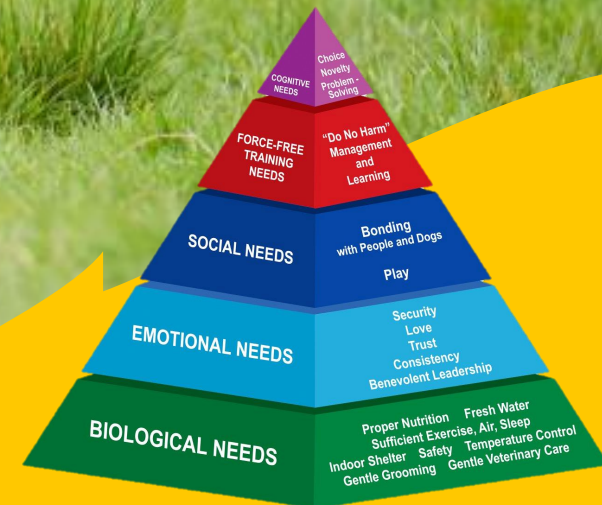 COGNITIVE
NEEDS
Choice
Novelty
Problem -
Solving
FORCE-FREE
TRAINING
NEEDS
“Do No Harm”
Management
and
Learning
SOCIAL NEEDS
Bonding
with People and Dogs
Play
EMOTIONAL NEEDS
Security
Love
Trust
Consistency
Benevolent Leadership
BIOLOGICAL NEEDS
Proper Nutrition Fresh Water
Sufficient Exercise, Air, Sleep
Indoor Shelter Safety Temperature Control
Gentle Grooming Gentle Veterinary Care